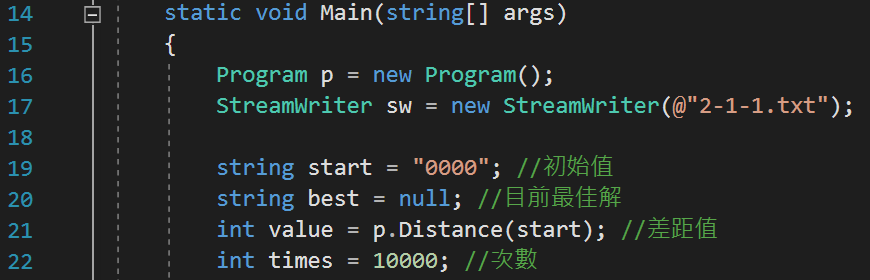 14 static void Main(string[] args)
15 {
16 Program p = new Program();
17 StreamWriter sw = new StreamWriter(@"2-1-1.txt");
18
19 string start = "0000"; //初始值
20 string best = null; //目前最佳解
21 int value = p.Distance(start); //差距值
22 int times = 10000; //次數